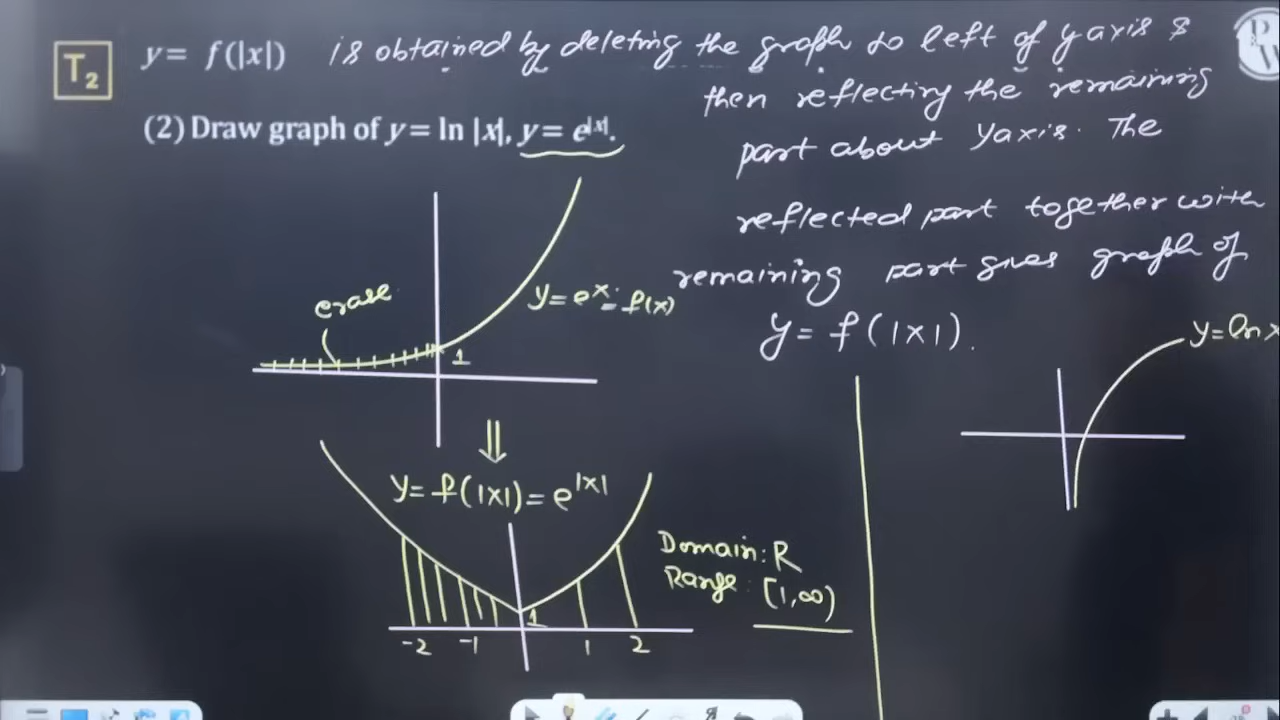 T₂
y = f(|x|) is obtained by deleting the graph to left of y axis &
then reflecting the remaining
part about y axis. The
reflected part together with
remaining part gives graph of
y = f(|x|).
(2) Draw graph of y = ln |x|, y = e^|x|.
erase
y = e^x = f(x)
1
y = f(|x|) = e^|x|
Domain: R
Range: [1,∞)
1
-2 -1 1 2
y = ln x
P
W